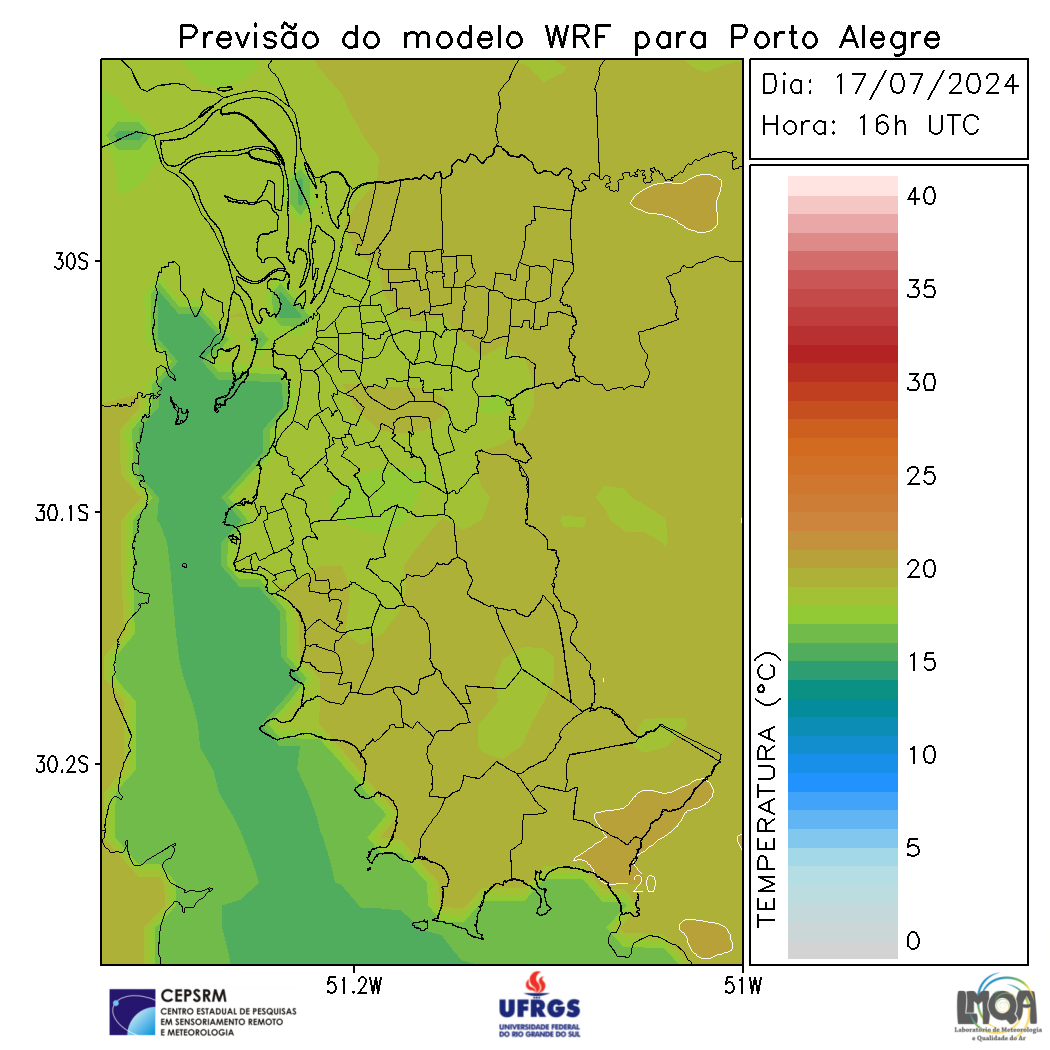 Previsão do modelo WRF para Porto Alegre
Dia: 17/07/2024
Hora: 16h UTC
40
35
30
25
20
15
10
5
0
TEMPERATURA (°C)
30S
30.1S
30.2S
20
51.2W
51W
CEPSRM
CENTRO ESTADUAL DE PESQUISAS
EM SENSORIAMENTO REMOTO
E METEOROLOGIA
UFRGS
UNIVERSIDADE FEDERAL
DO RIO GRANDE DO SUL
LMQA
Laboratório de Meteorologia
e Qualidade do Ar